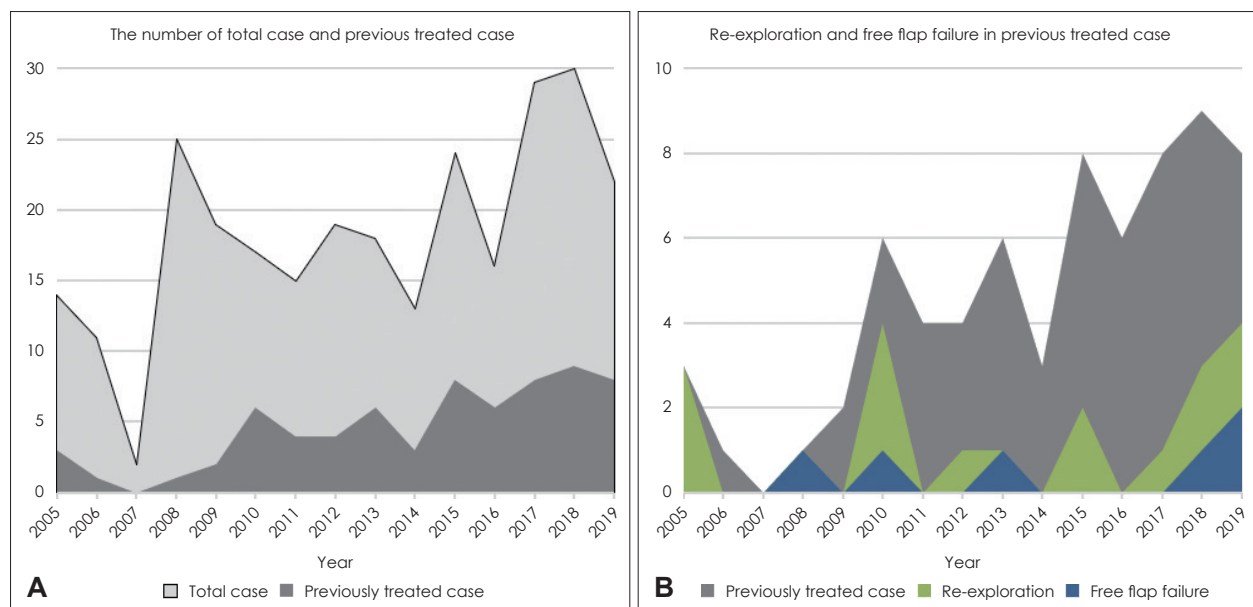 The number of total case and previous treated case
30
25
20
15
10
5
0
2005 2006 2007 2008 2009 2010 2011 2012 2013 2014 2015 2016 2017 2018 2019
Year
A Total case Previously treated case
Re-exploration and free flap failure in previous treated case
10
8
6
4
2
0
2005 2006 2007 2008 2009 2010 2011 2012 2013 2014 2015 2016 2017 2018 2019
Year
B Previously treated case Re-exploration Free flap failure